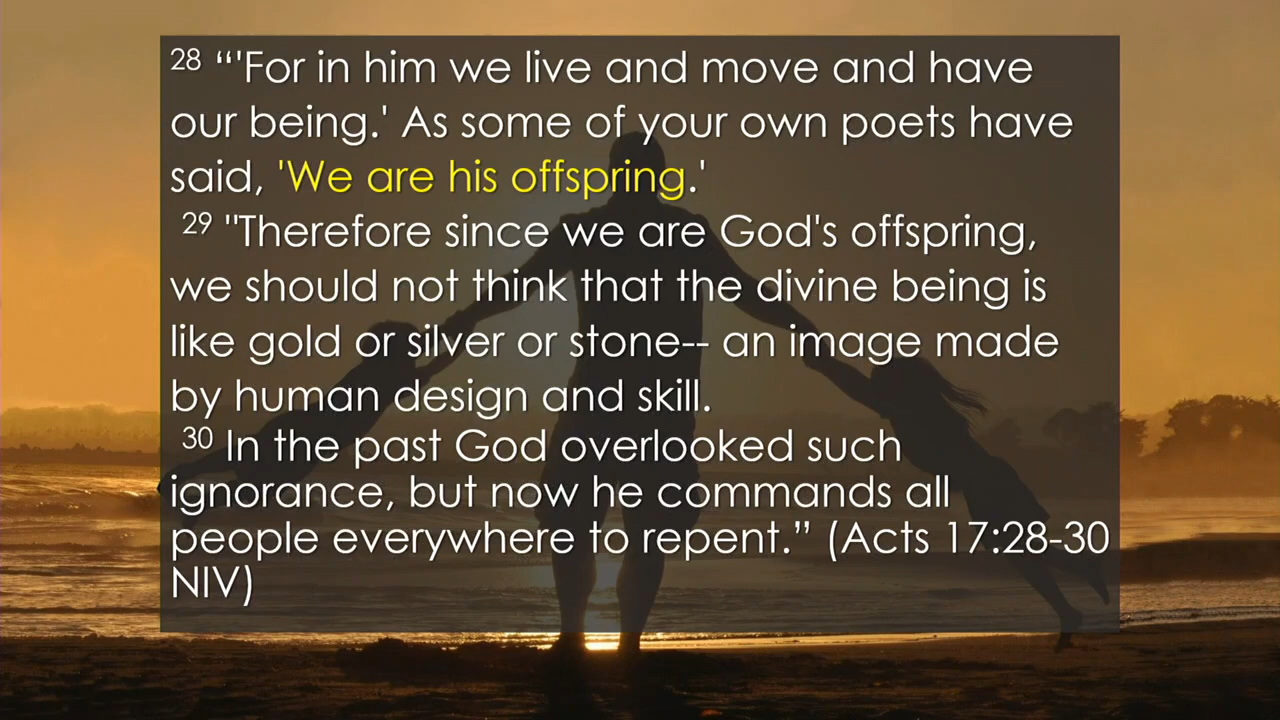 28 “'For in him we live and move and have
our being.' As some of your own poets have
said, 'We are his offspring.'
29 "Therefore since we are God's offspring,
we should not think that the divine being is
like gold or silver or stone-- an image made
by human design and skill.
30 In the past God overlooked such
ignorance, but now he commands all
people everywhere to repent.” (Acts 17:28-30
NIV)